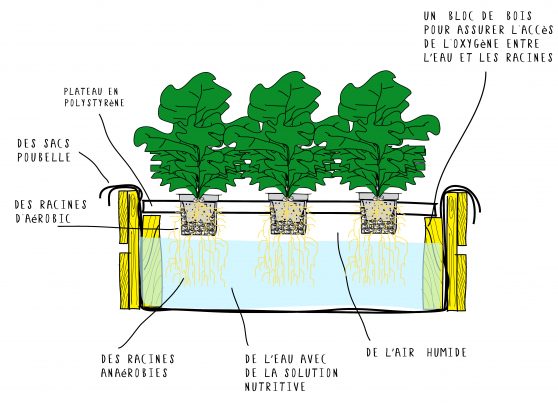 UN BLOC DE BOIS
POUR ASSURER L'ACCèS
DE L'OXYGèNE ENTRE
L'EAU ET LES RACINES
PLATEAU EN
POLYSTYRèNE
DES SACS
POUBELLE
DES RACINES
D'AéROBIC
DES RACINES
ANAéROBIES
DE L'EAU AVEC
DE LA SOLUTION
NUTRITIVE
DE L'AIR HUMIDE